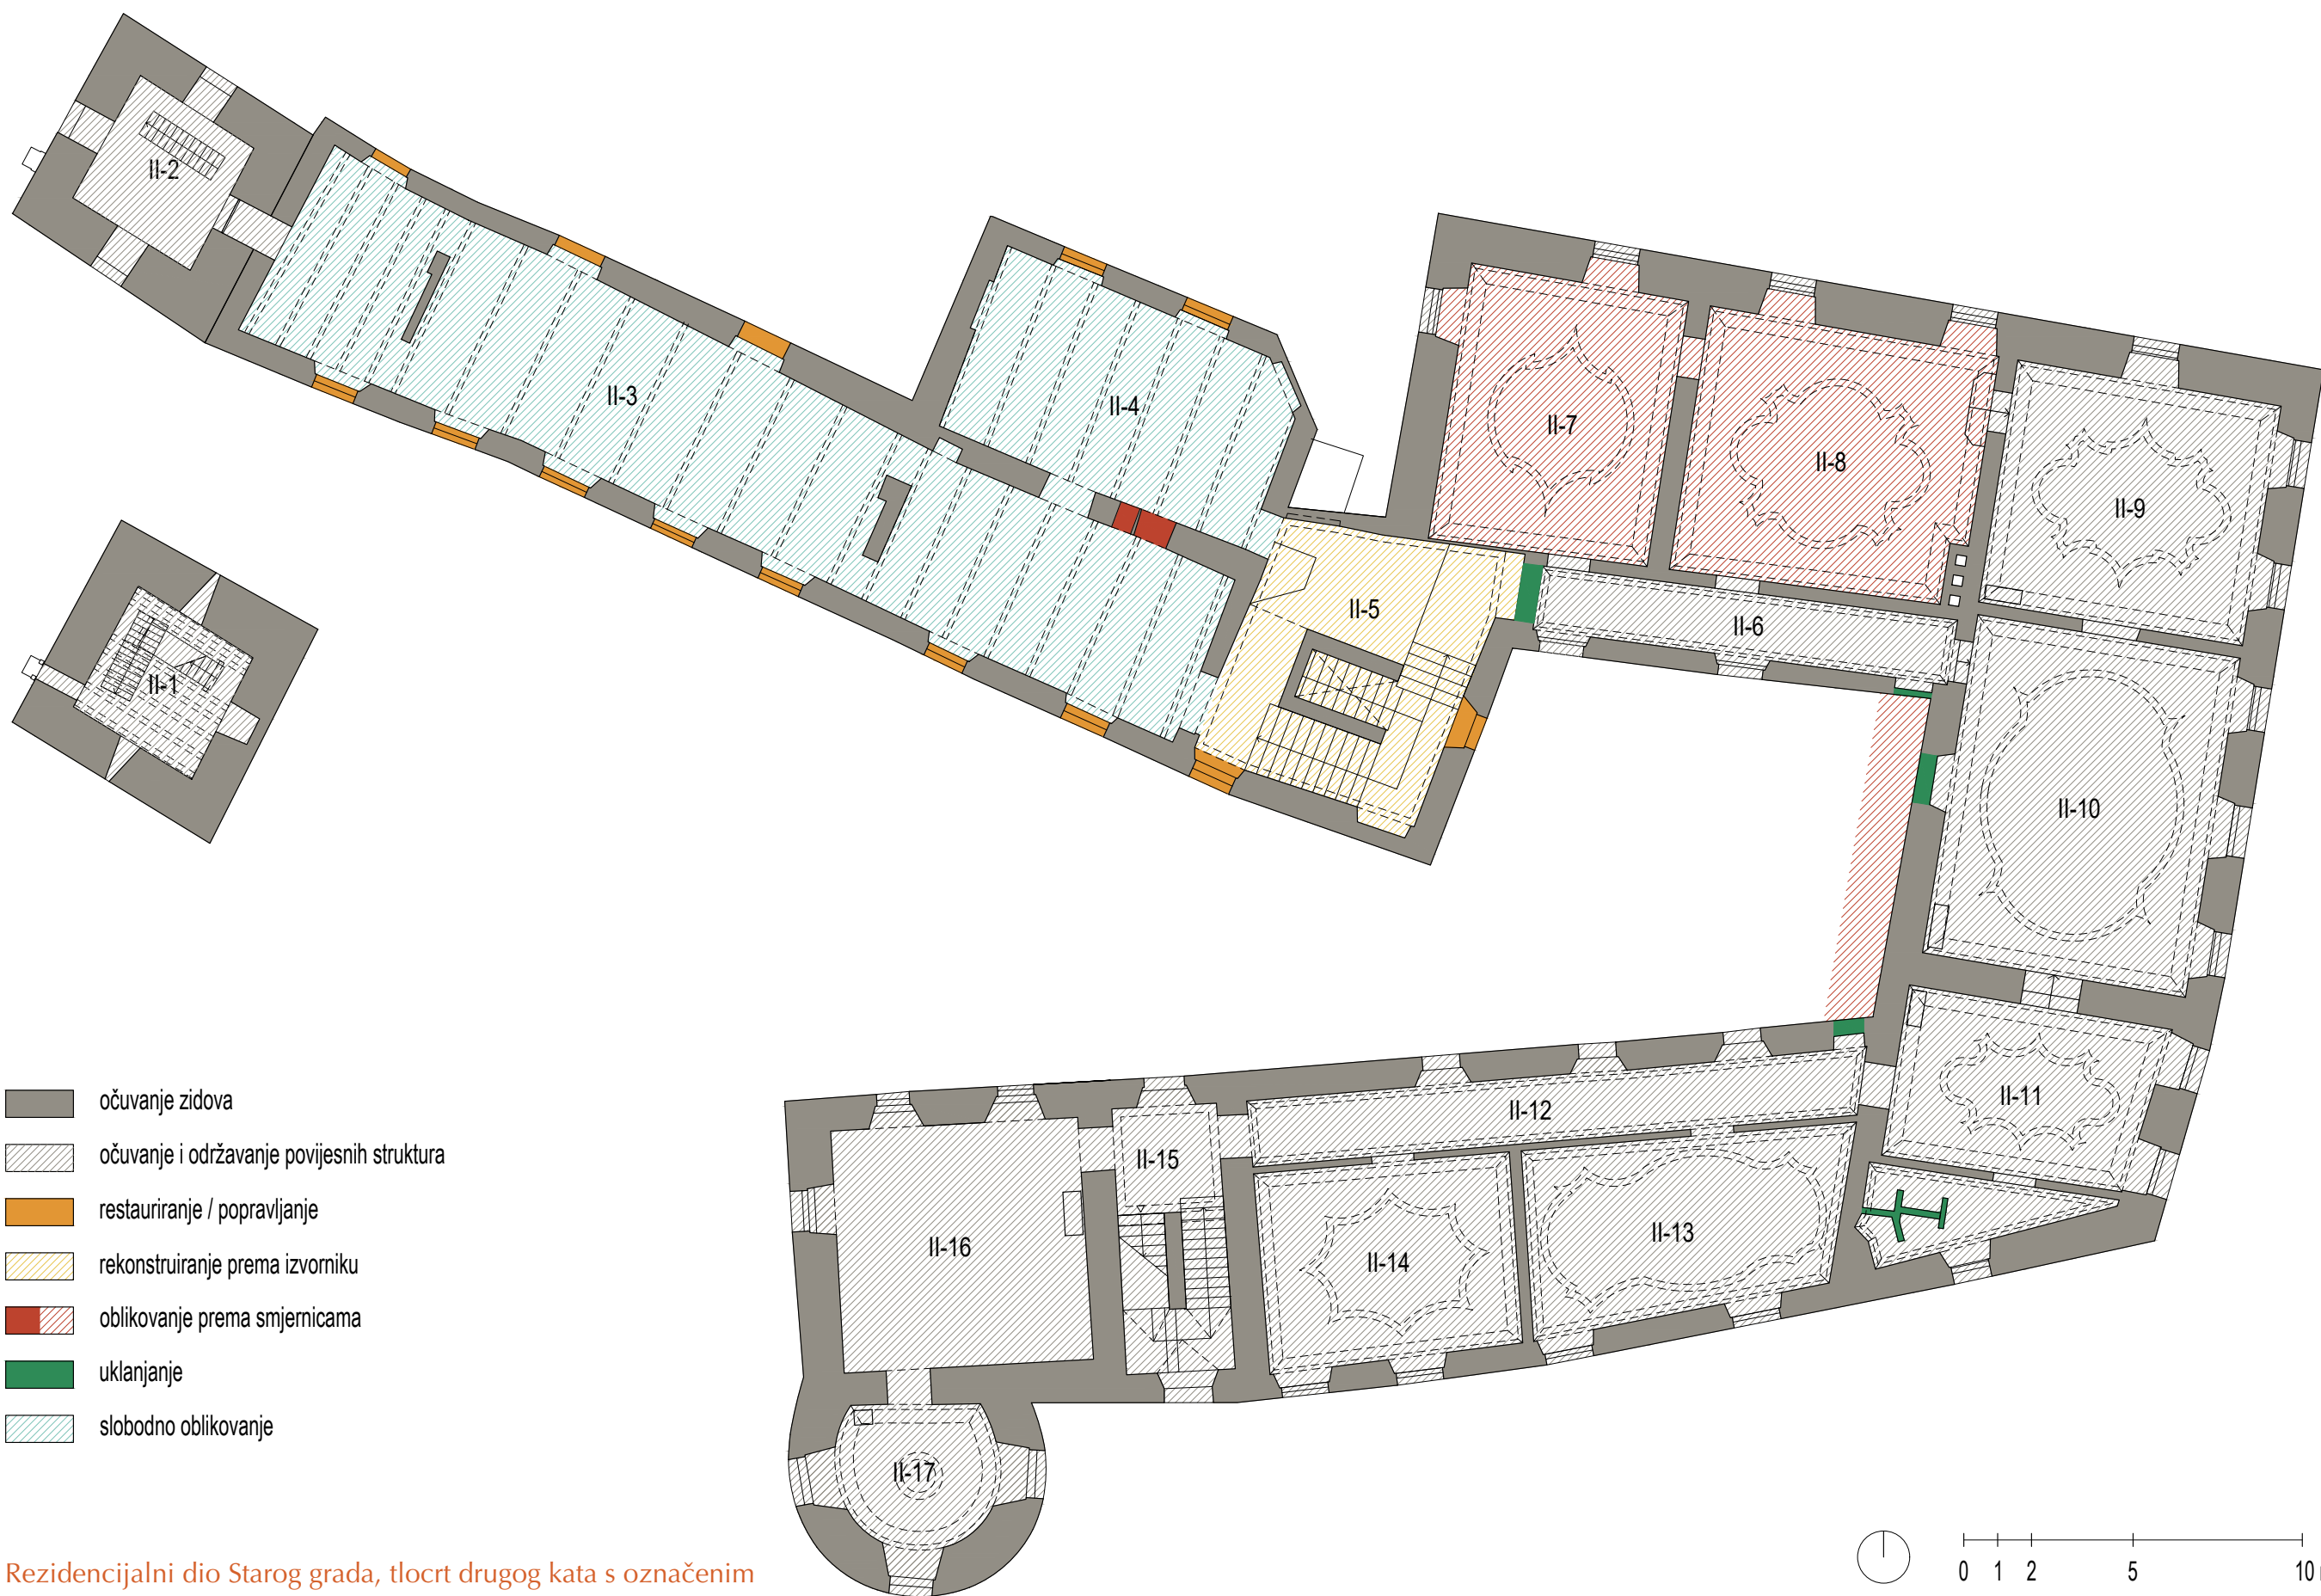 II-2
II-3
II-4
II-7
II-8
II-9
II-5
II-6
II-1
II-10
II-11
II-12
II-15
II-13
II-16
II-14
II-17
očuvanje zidova
očuvanje i održavanje povijesnih struktura
restauriranje / popravljanje
rekonstruiranje prema izvorniku
oblikovanje prema smjernicama
uklanjanje
slobodno oblikovanje
Rezidencijalni dio Starog grada, tlocrt drugog kata s označenim
0 1 2 5 10